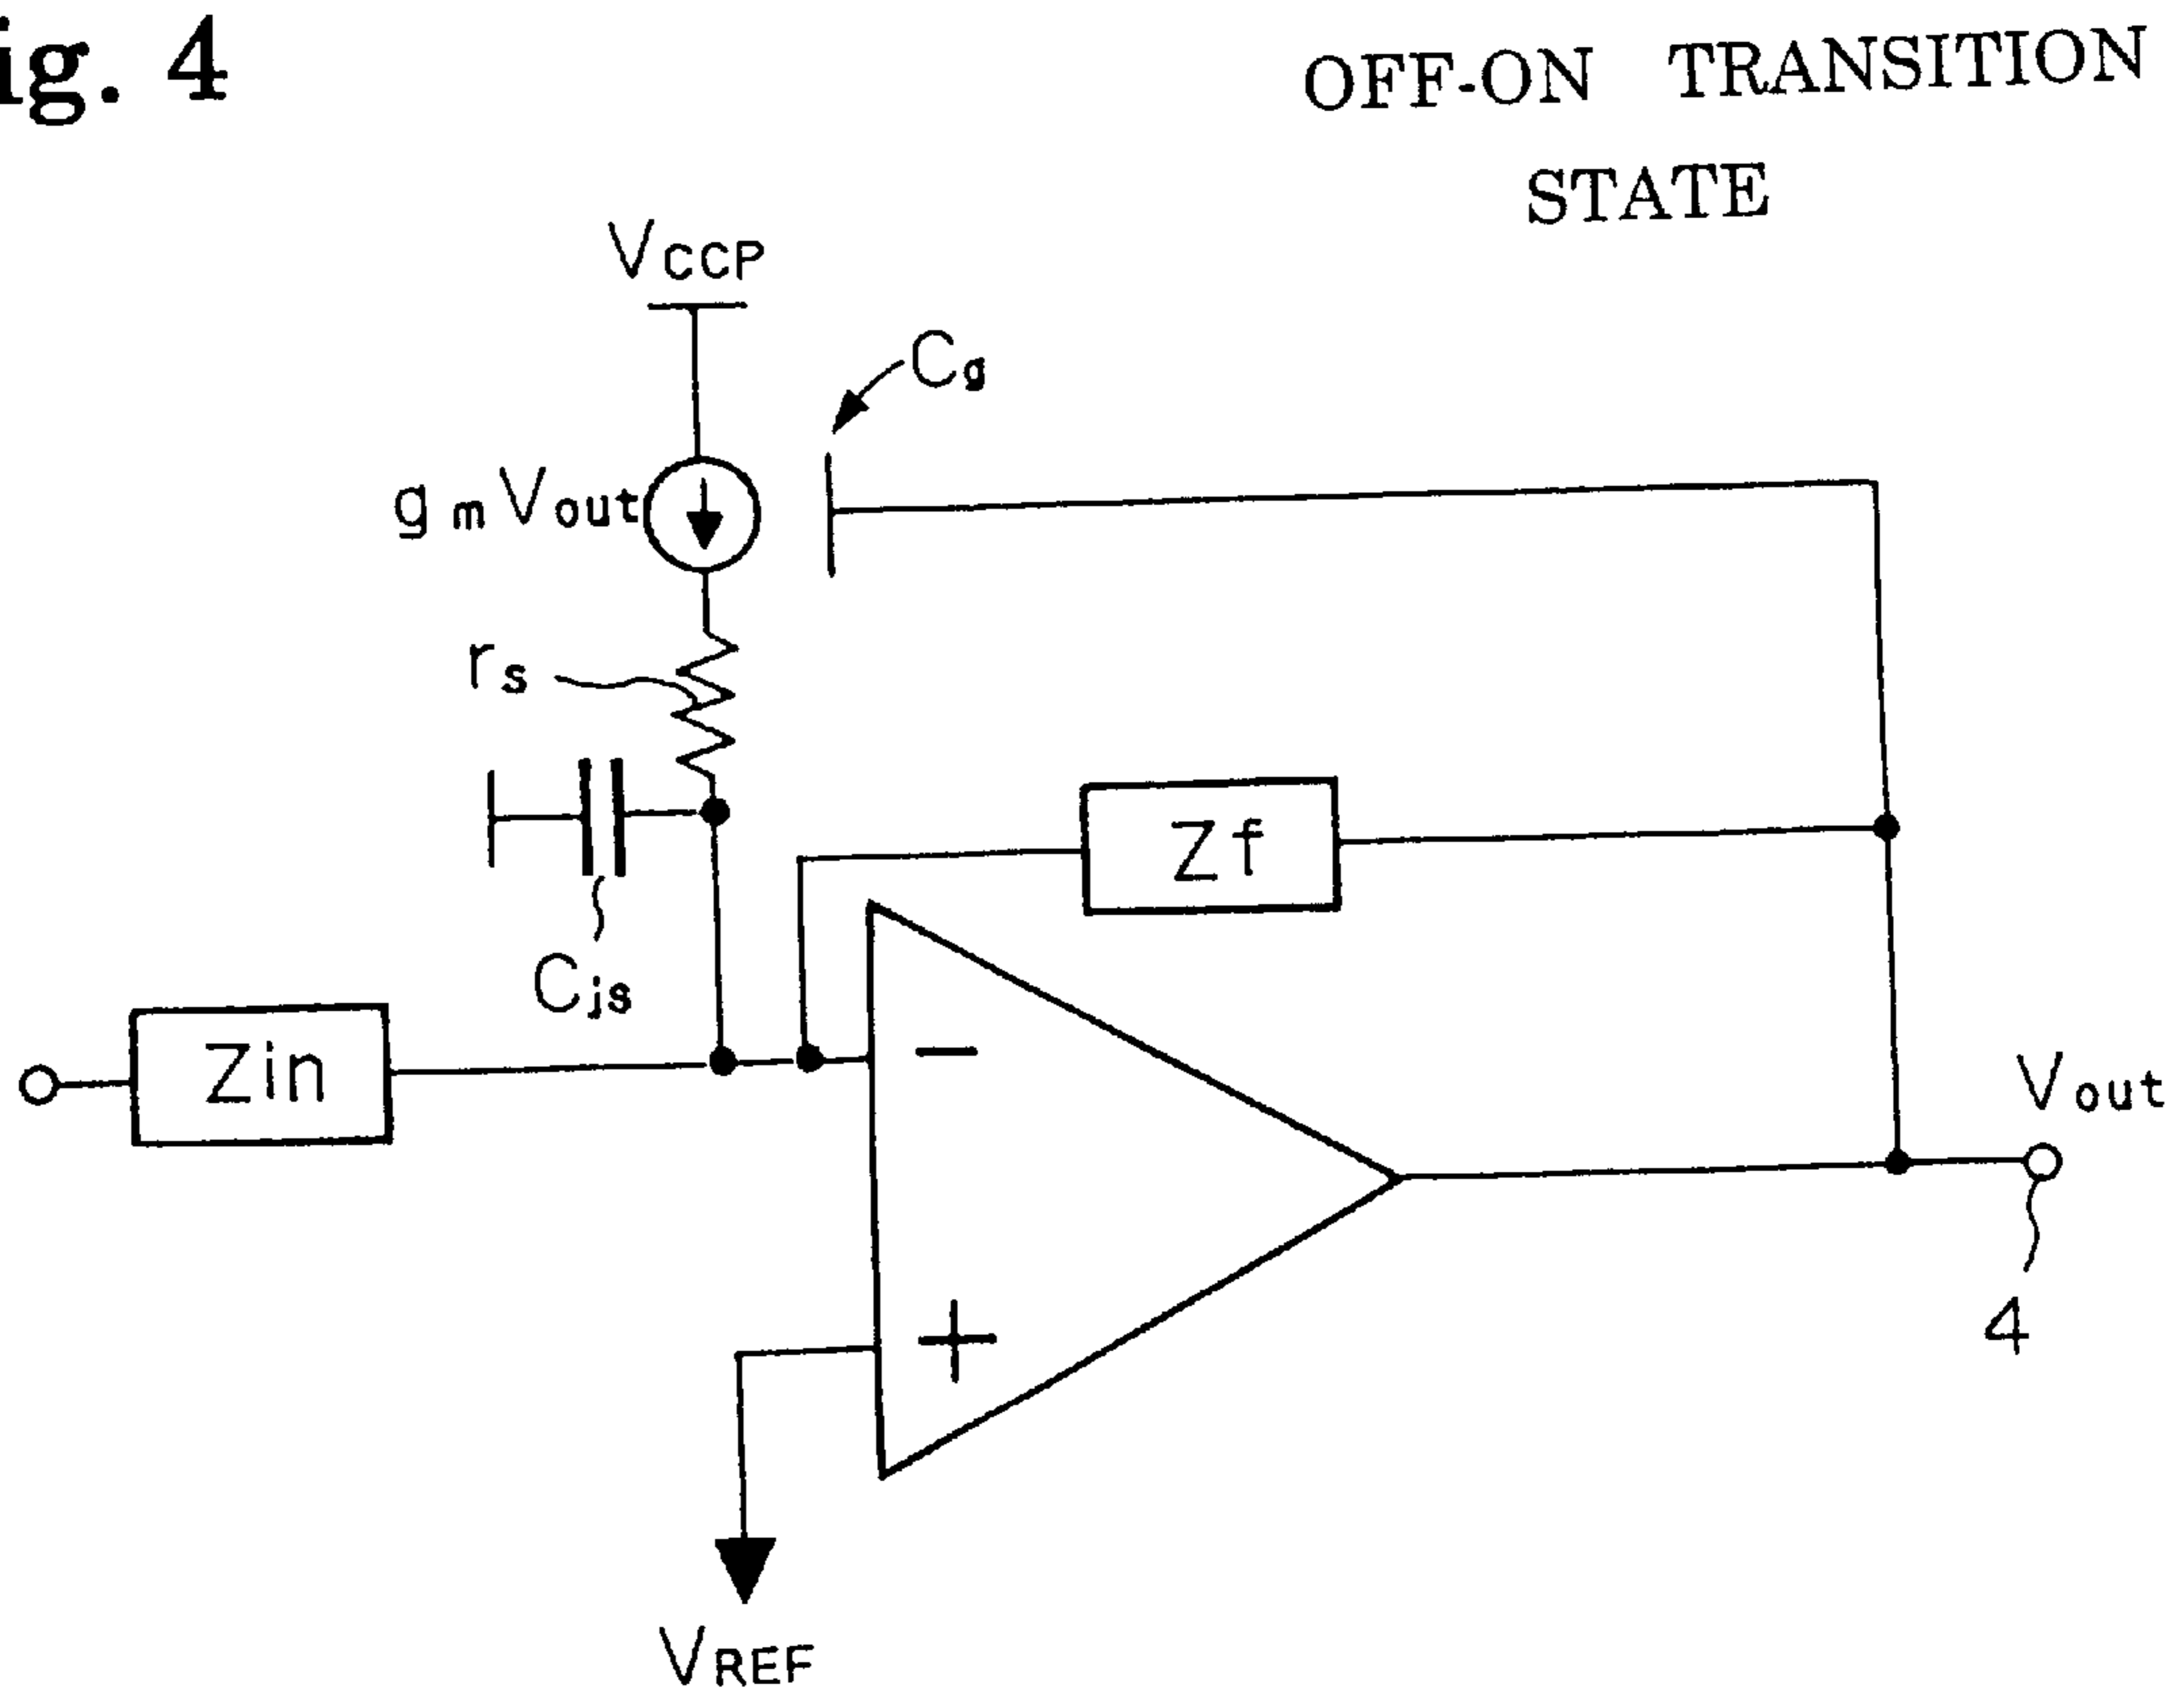 ig. 4
OFF-ON TRANSITION
STATE
VCCP
Cg
gmVout
rs
Zf
Cjs
Zin
−
Vout
+
4
VREF